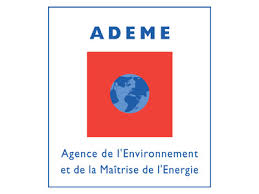 ADEME
Agence de l'Environnement
et de la Maîtrise de l'Energie